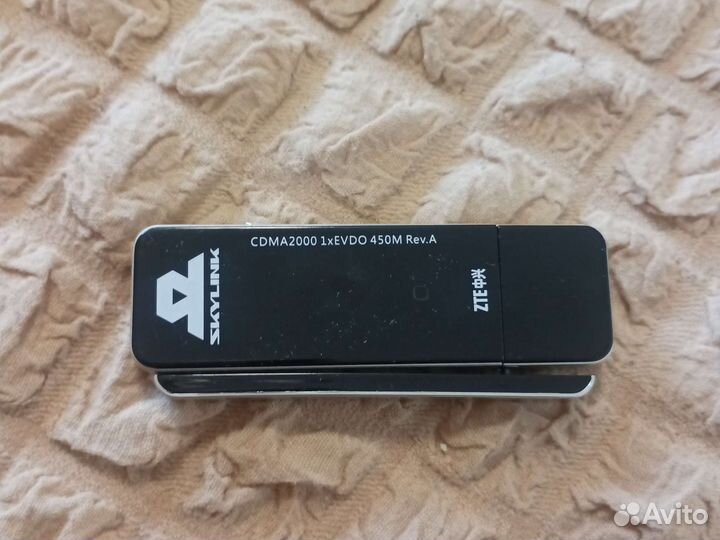 CDMA2000 1xEVDO 450M Rev.A
SKYLINK
ZTE中兴
Avito